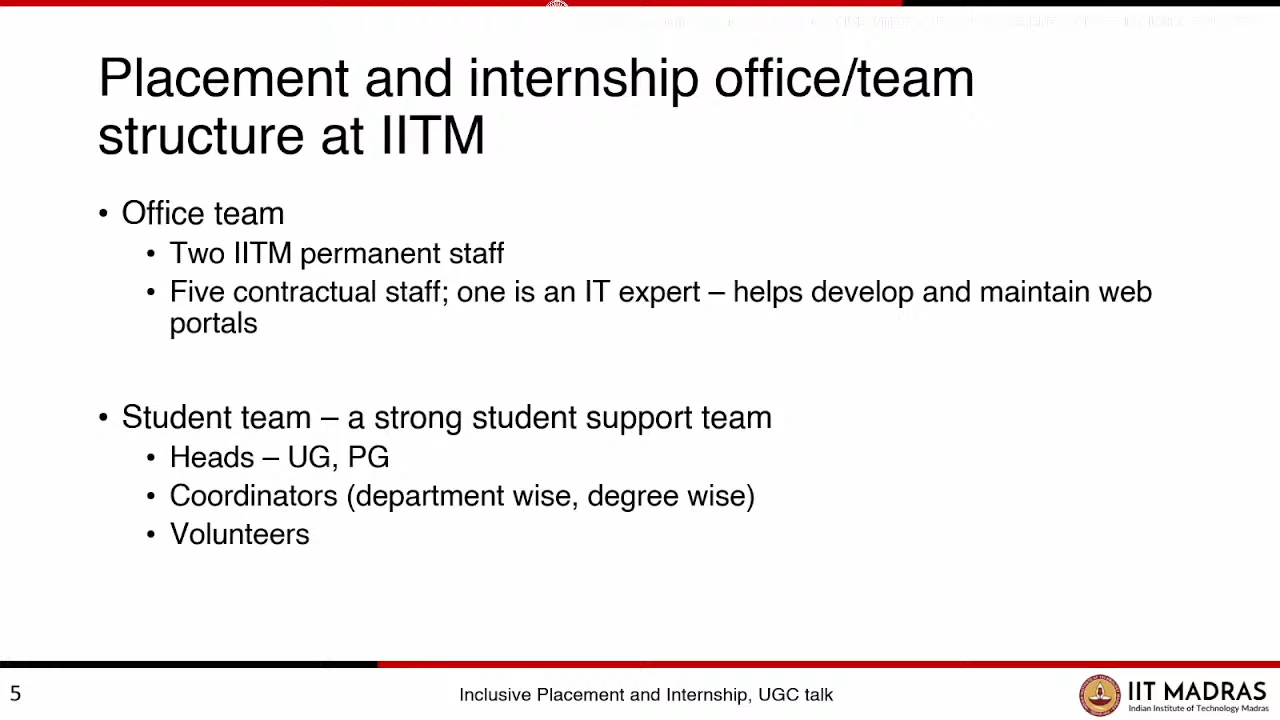 Placement and internship office/team
structure at IITM
• Office team
• Two IITM permanent staff
• Five contractual staff; one is an IT expert – helps develop and maintain web
portals
• Student team – a strong student support team
• Heads – UG, PG
• Coordinators (department wise, degree wise)
• Volunteers
5
Inclusive Placement and Internship, UGC talk
IIT MADRAS
Indian Institute of Technology Madras